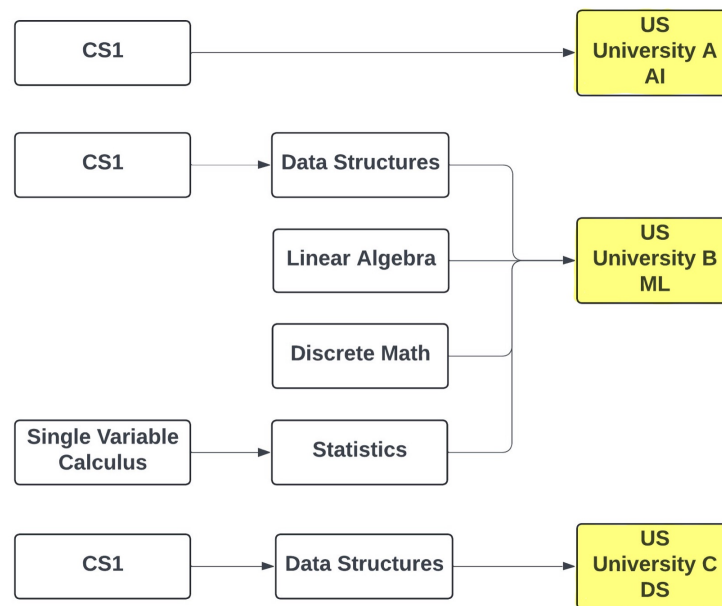 CS1
US
University A
AI
CS1
Data Structures
Linear Algebra
US
University B
ML
Discrete Math
Single Variable
Calculus
Statistics
CS1
Data Structures
US
University C
DS